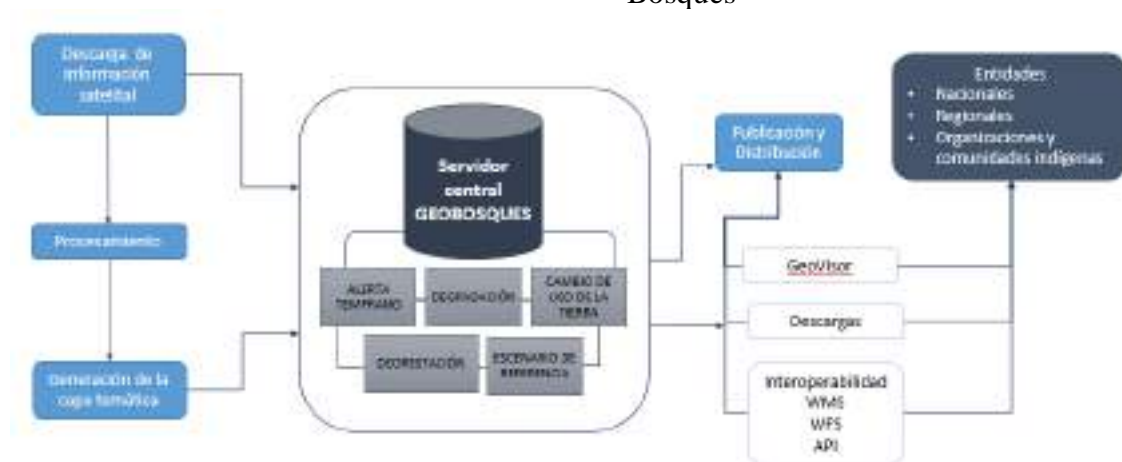 Bosques
Descarga de
información
satelital
Procesamiento
Generación de la
capa temática
Servidor
central
GEOBOSQUES
ALERTA
TEMPRANO
DEGRADACIÓN
CAMBIO DE
USO DE LA
TIERRA
DEORESTACIÓN
ESCENARIO DE
REFERENCIA
Publicación y
Distribución
GeoVisor
Descargas
Interoperabilidad
WMS
WFS
API
Entidades
• Nacionales
• Regionales
• Organizaciones y
comunidades indígenas